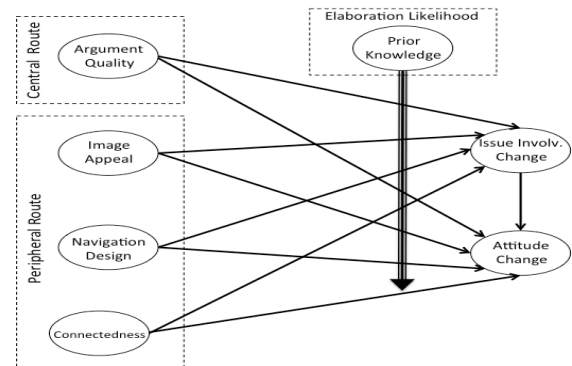 Elaboration Likelihood
Prior
Knowledge
Central Route
Argument
Quality
Peripheral Route
Image
Appeal
Navigation
Design
Connectedness
Issue Involv.
Change
Attitude
Change